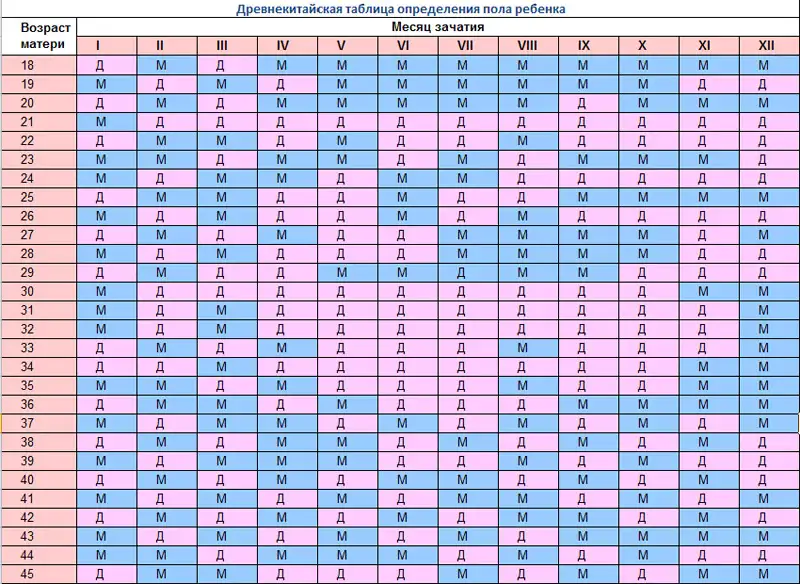 Древнекитайская таблица определения пола ребенка
Возраст матери Месяц зачатия
I II III IV V VI VII VIII IX X XI XII
18 Д М Д М М М М М М М М М
19 М Д М Д М М М М М М Д Д
20 Д М Д М М М М М Д М М М
21 М Д Д Д Д Д Д Д Д Д Д Д
22 Д М М Д М Д Д М Д Д Д Д
23 М М Д М М Д М Д М М М Д
24 М Д М М Д М М Д Д Д Д Д
25 Д М М Д Д М Д Д М М М М
26 М Д М Д Д М Д М Д Д Д Д
27 Д М Д М Д Д М М М М Д М
28 М Д М Д Д Д М М М М Д Д
29 Д М Д Д М М Д М М Д Д Д
30 М Д Д Д Д Д Д Д Д Д М М
31 М Д М Д Д Д Д Д Д Д Д М
32 М Д М Д Д Д Д Д Д Д Д М
33 Д М Д М Д Д Д М Д Д Д М
34 Д Д М Д Д Д Д Д Д Д М М
35 М М Д М Д Д Д М Д Д М М
36 Д М М Д М Д Д Д М М М М
37 М Д М М Д М Д М Д М Д М
38 Д М Д М М Д М Д М Д М Д
39 М Д М М М Д Д М Д М Д Д
40 Д М Д М Д М М Д М Д М Д
41 М Д М Д М Д М М Д М Д М
42 Д М Д М Д М Д М М Д М Д
43 М Д М Д М Д М Д М М М М
44 М М Д М М М Д М Д М Д Д
45 Д М М Д Д Д М Д М Д М М